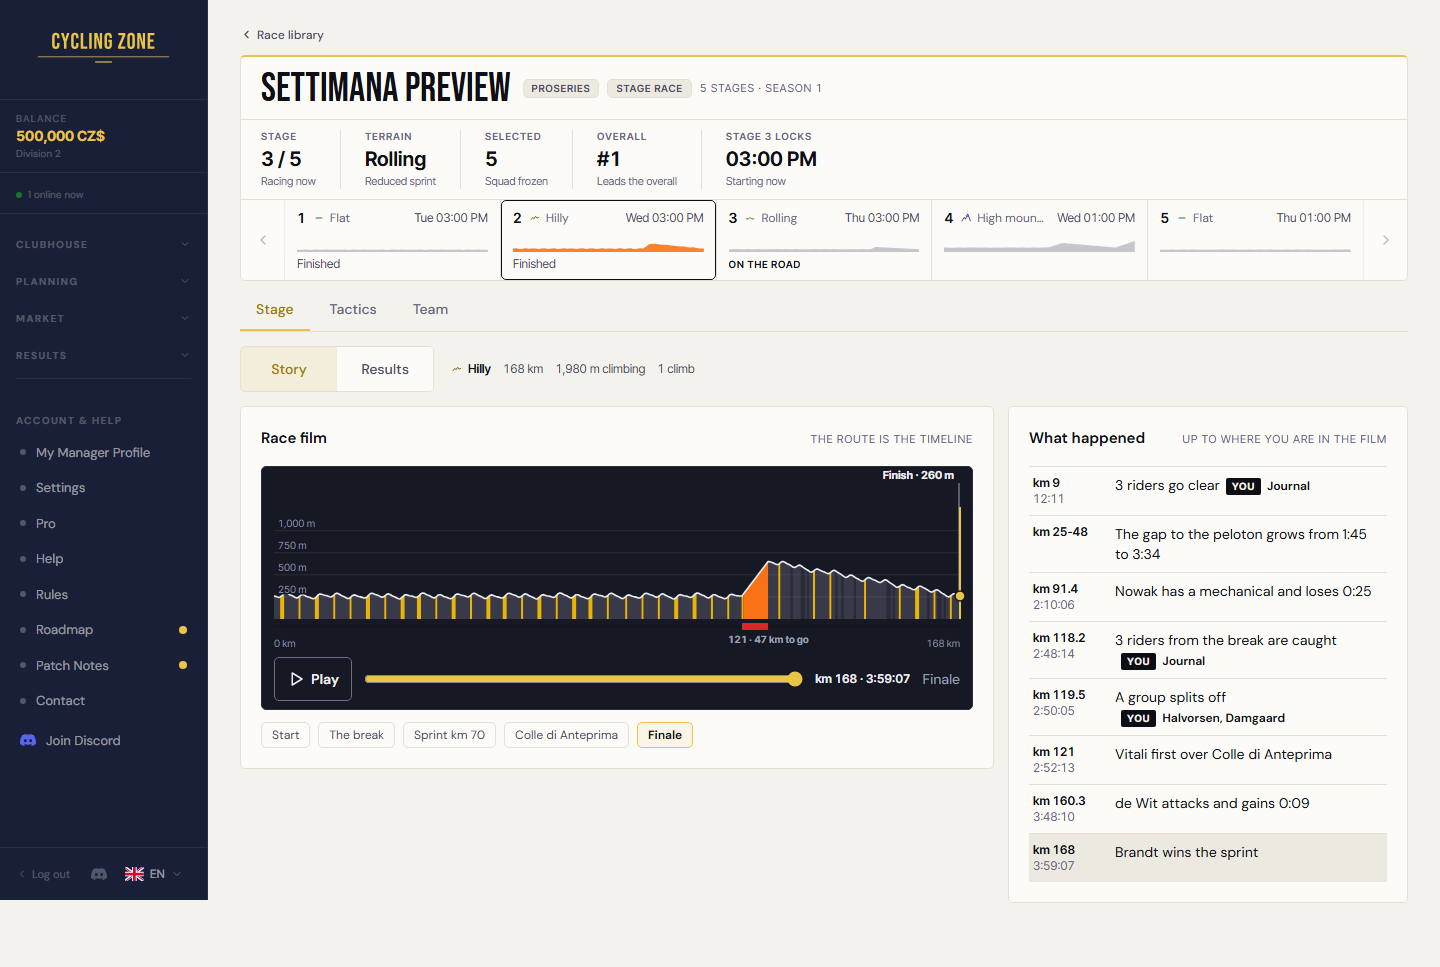 CYCLING ZONE
BALANCE
500,000 CZ$
Division 2
1 online now
CLUBHOUSE
PLANNING
MARKET
RESULTS
ACCOUNT & HELP
My Manager Profile
Settings
Pro
Help
Rules
Roadmap
Patch Notes
Contact
Join Discord
Log out
EN
Race library
SETTIMANA PREVIEW PROSERIES STAGE RACE 5 STAGES · SEASON 1
STAGE TERRAIN SELECTED OVERALL STAGE 3 LOCKS
3 / 5 Rolling 5 #1 03:00 PM
Racing now Reduced sprint Squad frozen Leads the overall Starting now
1 Flat Tue 03:00 PM 2 Hilly Wed 03:00 PM 3 Rolling Thu 03:00 PM 4 High moun... Wed 01:00 PM 5 Flat Thu 01:00 PM
Finished Finished ON THE ROAD
Stage Tactics Team
Story Results Hilly 168 km 1,980 m climbing 1 climb
Race film THE ROUTE IS THE TIMELINE
Finish · 260 m
1,000 m
750 m
500 m
250 m
121 · 47 km to go
0 km 168 km
Play km 168 · 3:59:07 Finale
Start The break Sprint km 70 Colle di Anteprima Finale
What happened UP TO WHERE YOU ARE IN THE FILM
km 9 3 riders go clear YOU Journal
12:11
km 25-48 The gap to the peloton grows from 1:45
to 3:34
km 91.4 Nowak has a mechanical and loses 0:25
2:10:06
km 118.2 3 riders from the break are caught
2:48:14 YOU Journal
km 119.5 A group splits off
2:50:05 YOU Halvorsen, Damgaard
km 121 Vitali first over Colle di Anteprima
2:52:13
km 160.3 de Wit attacks and gains 0:09
3:48:10
km 168 Brandt wins the sprint
3:59:07